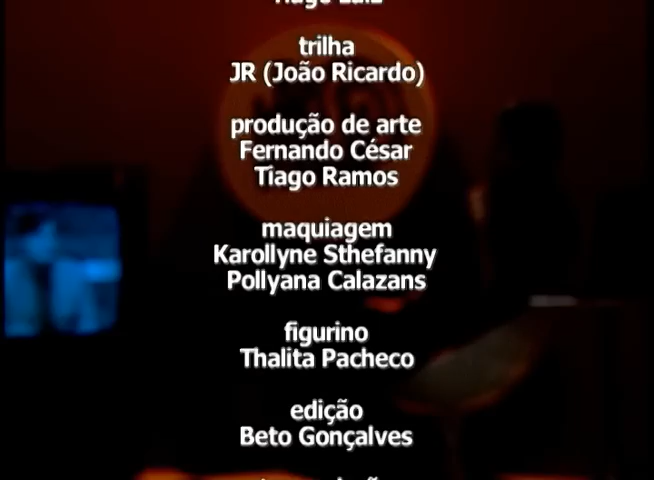 trilha
JR (João Ricardo)
produção de arte
Fernando César
Tiago Ramos
maquiagem
Karollyne Sthefanny
Pollyana Calazans
figurino
Thalita Pacheco
edição
Beto Gonçalves